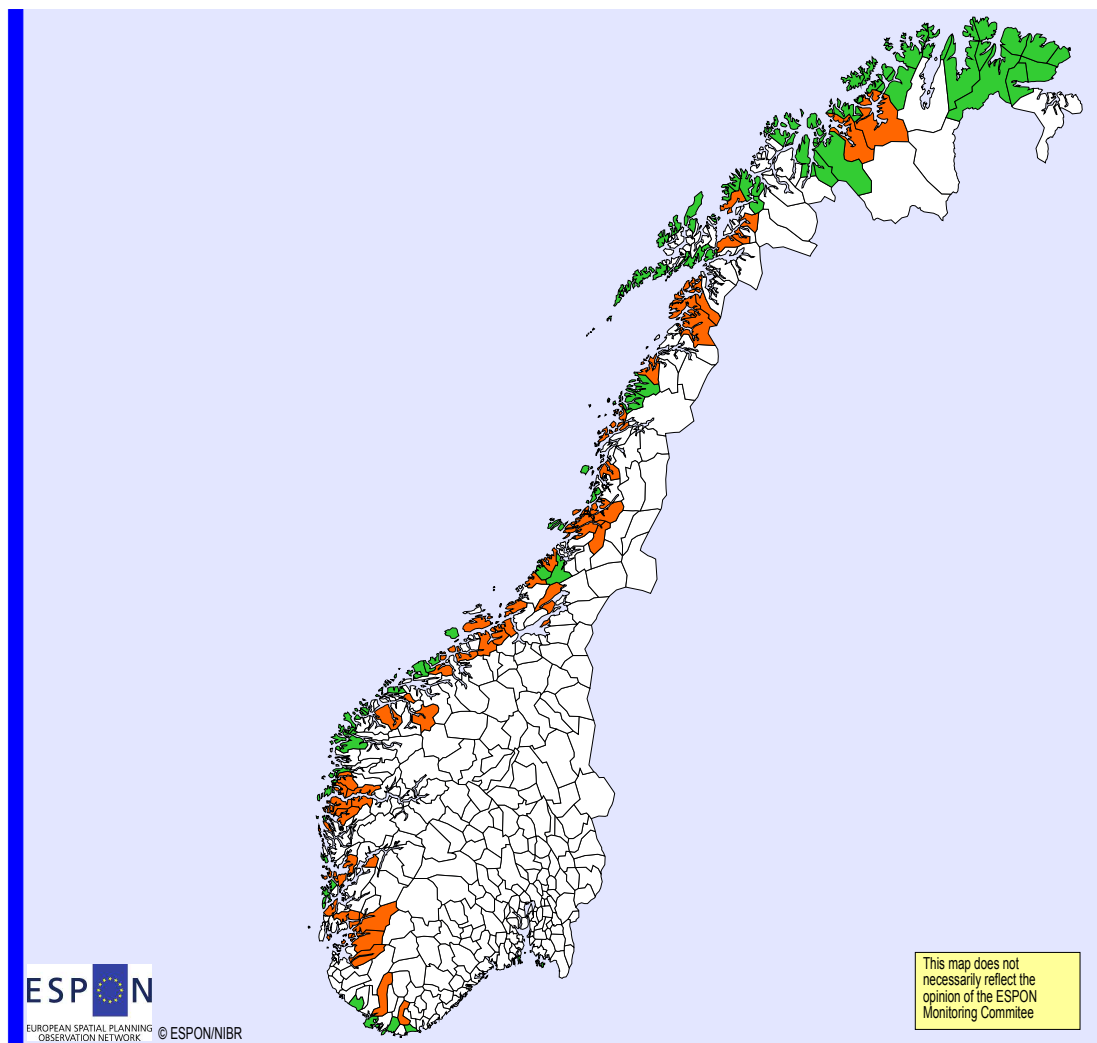 This map does not
necessarily reflect the
opinion of the ESPON
Monitoring Commitee
ESPON
EUROPEAN SPATIAL PLANNING
OBSERVATION NETWORK
© ESPON/NIBR